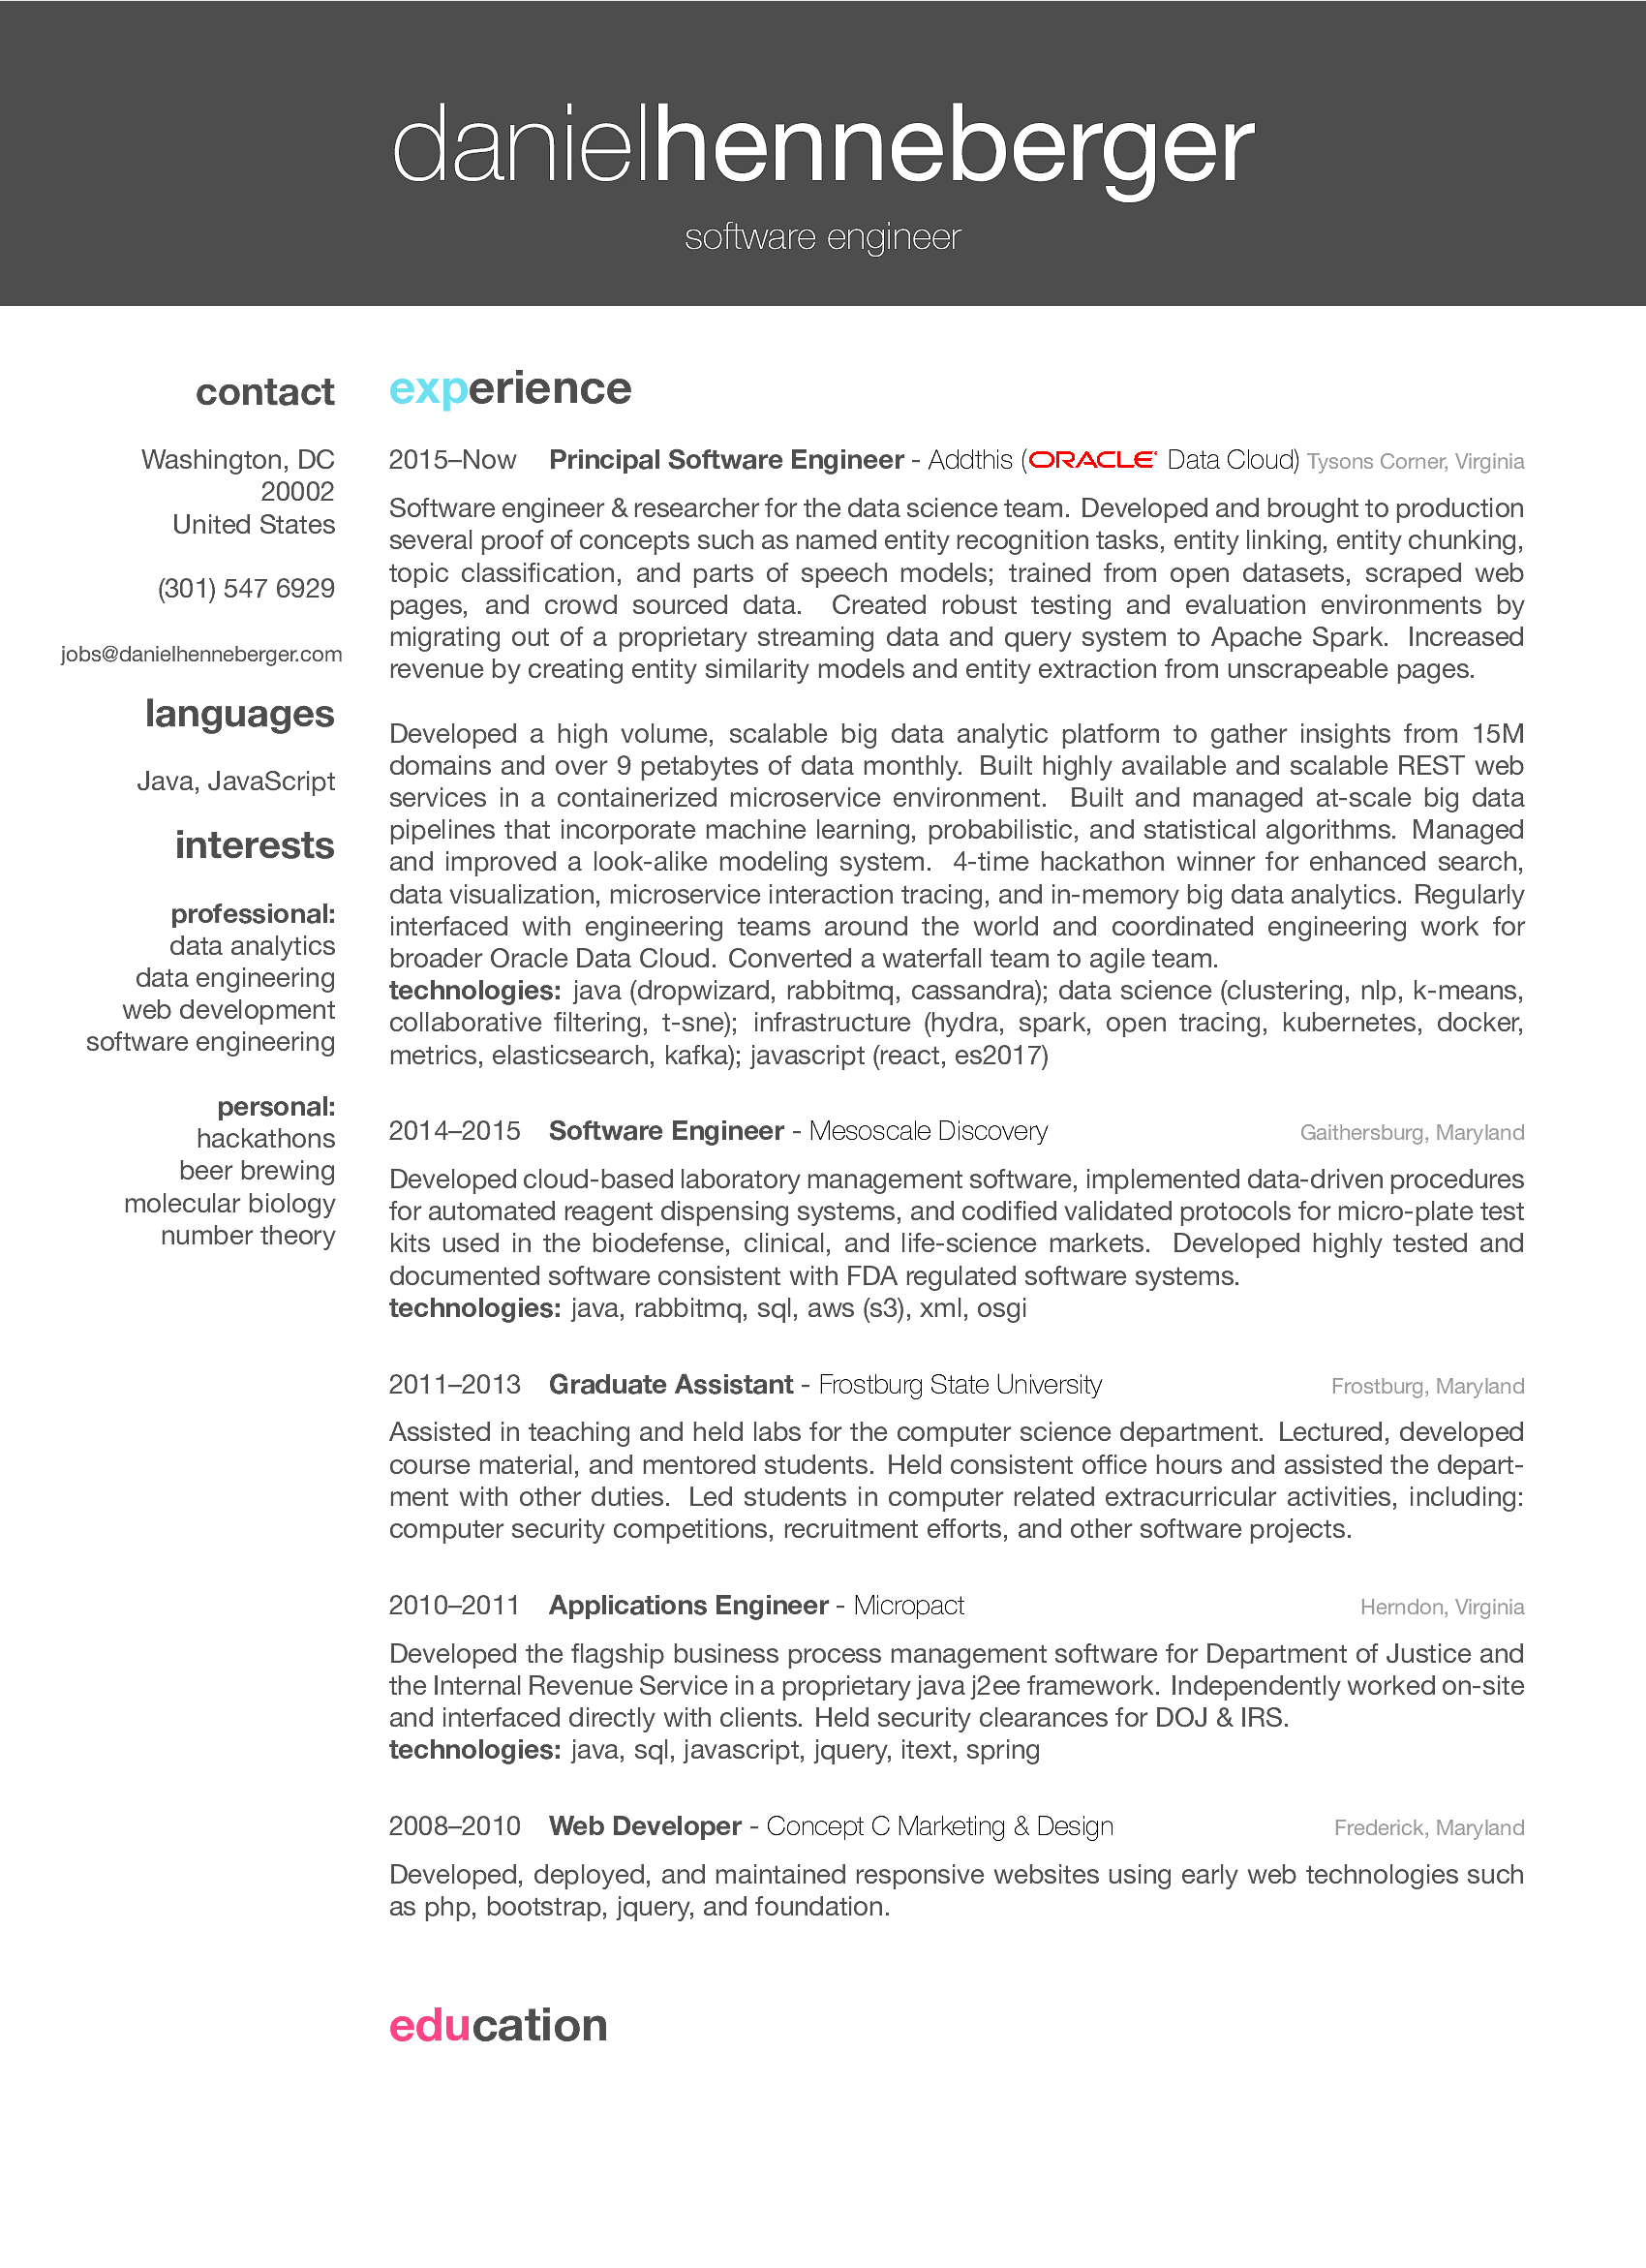 danielhenneberger
software engineer
contact
Washington, DC
20002
United States
(301) 547 6929
jobs@danielhenneberger.com
languages
Java, JavaScript
interests
professional:
data analytics
data engineering
web development
software engineering
personal:
hackathons
beer brewing
molecular biology
number theory
experience
2015–Now Principal Software Engineer - Addthis (ORACLE Data Cloud) Tysons Corner, Virginia
Software engineer & researcher for the data science team. Developed and brought to production
several proof of concepts such as named entity recognition tasks, entity linking, entity chunking,
topic classification, and parts of speech models; trained from open datasets, scraped web
pages, and crowd sourced data. Created robust testing and evaluation environments by
migrating out of a proprietary streaming data and query system to Apache Spark. Increased
revenue by creating entity similarity models and entity extraction from unscrapeable pages.
Developed a high volume, scalable big data analytic platform to gather insights from 15M
domains and over 9 petabytes of data monthly. Built highly available and scalable REST web
services in a containerized microservice environment. Built and managed at-scale big data
pipelines that incorporate machine learning, probabilistic, and statistical algorithms. Managed
and improved a look-alike modeling system. 4-time hackathon winner for enhanced search,
data visualization, microservice interaction tracing, and in-memory big data analytics. Regularly
interfaced with engineering teams around the world and coordinated engineering work for
broader Oracle Data Cloud. Converted a waterfall team to agile team.
technologies: java (dropwizard, rabbitmq, cassandra); data science (clustering, nlp, k-means,
collaborative filtering, t-sne); infrastructure (hydra, spark, open tracing, kubernetes, docker,
metrics, elasticsearch, kafka); javascript (react, es2017)
2014–2015 Software Engineer - Mesoscale Discovery Gaithersburg, Maryland
Developed cloud-based laboratory management software, implemented data-driven procedures
for automated reagent dispensing systems, and codified validated protocols for micro-plate test
kits used in the biodefense, clinical, and life-science markets. Developed highly tested and
documented software consistent with FDA regulated software systems.
technologies: java, rabbitmq, sql, aws (s3), xml, osgi
2011–2013 Graduate Assistant - Frostburg State University Frostburg, Maryland
Assisted in teaching and held labs for the computer science department. Lectured, developed
course material, and mentored students. Held consistent office hours and assisted the depart-
ment with other duties. Led students in computer related extracurricular activities, including:
computer security competitions, recruitment efforts, and other software projects.
2010–2011 Applications Engineer - Micropact Herndon, Virginia
Developed the flagship business process management software for Department of Justice and
the Internal Revenue Service in a proprietary java j2ee framework. Independently worked on-site
and interfaced directly with clients. Held security clearances for DOJ & IRS.
technologies: java, sql, javascript, jquery, itext, spring
2008–2010 Web Developer - Concept C Marketing & Design Frederick, Maryland
Developed, deployed, and maintained responsive websites using early web technologies such
as php, bootstrap, jquery, and foundation.
education